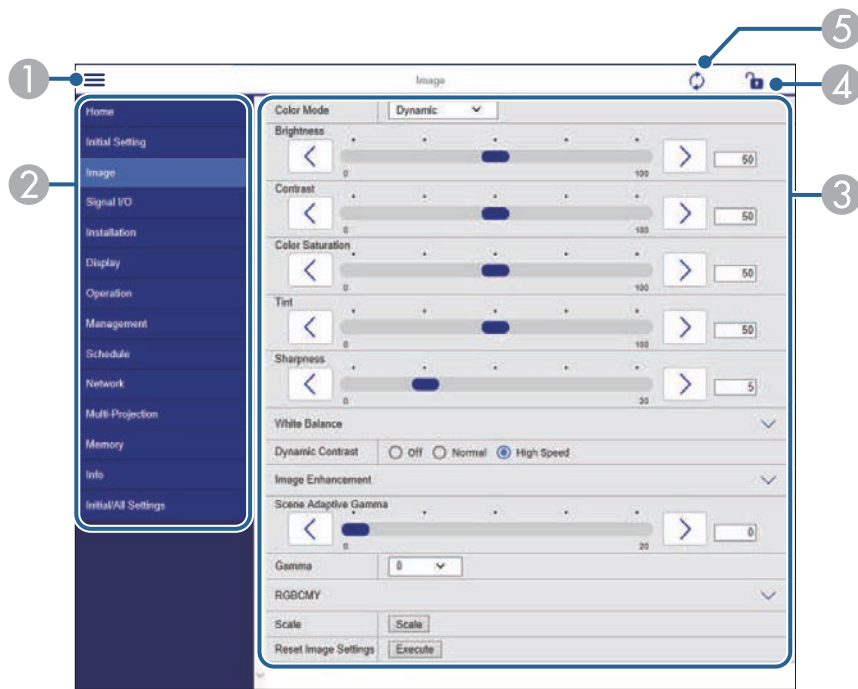 5
1
Image
4
Home
Color Mode
Dynamic
Brightness
Initial Setting
50
0
100
2
Image
3
Contrast
Signal I/O
50
0
100
Installation
Color Saturation
Display
50
0
100
Operation
Tint
Management
50
0
100
Schedule
Sharpness
Network
5
0
20
Multi-Projection
White Balance
Memory
Dynamic Contrast
Off
Normal
High Speed
Info
Image Enhancement
Initial/All Settings
Scene Adaptive Gamma
0
0
20
Gamma
0
RGBCMY
Scale
Scale
Reset Image Settings
Execute